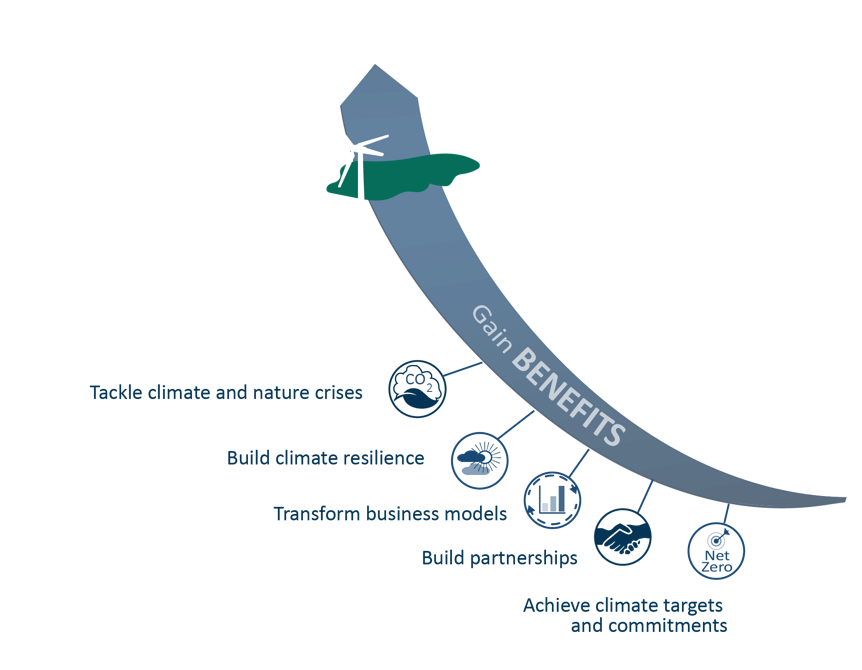 Gain BENEFITS
CO2
Tackle climate and nature crises
Build climate resilience
Transform business models
Build partnerships
Net
Zero
Achieve climate targets
and commitments